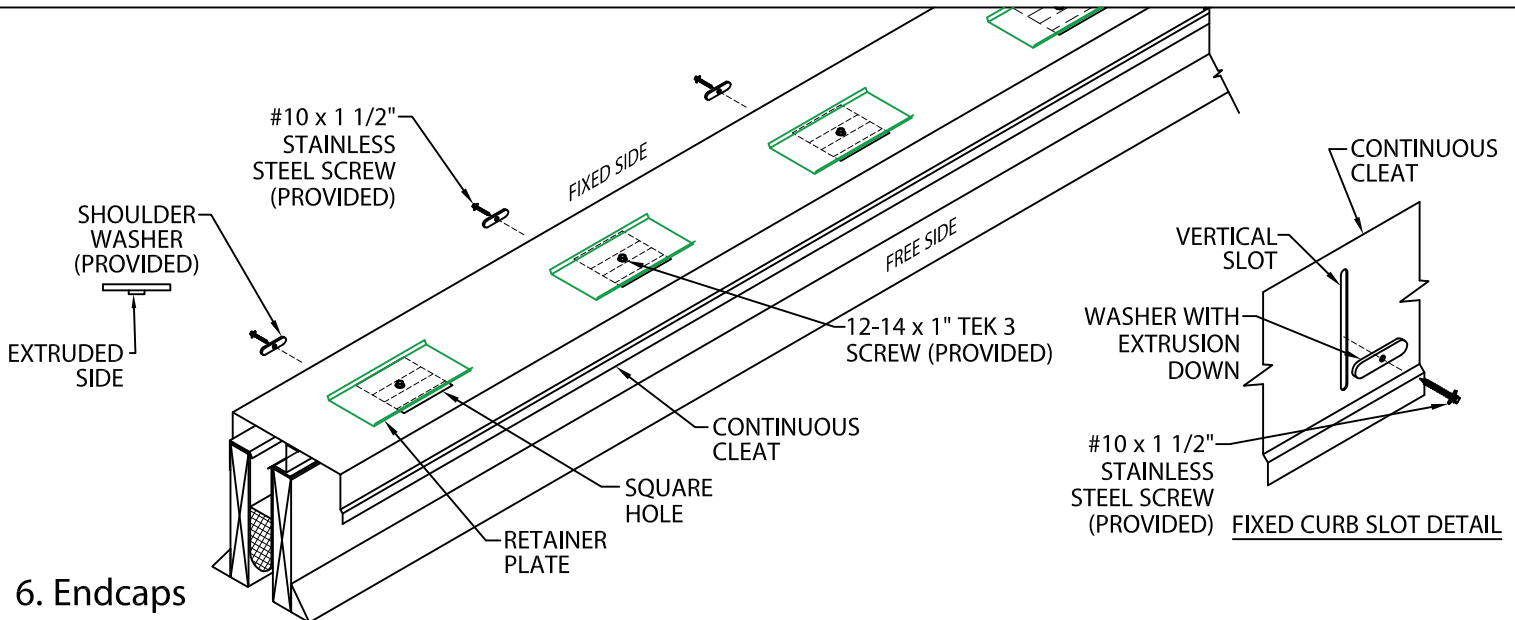 #10 x 1 1/2"
STAINLESS
STEEL SCREW
(PROVIDED)
SHOULDER
WASHER
(PROVIDED)
EXTRUDED
SIDE
FIXED SIDE
FREE SIDE
12-14 x 1" TEK 3
SCREW (PROVIDED)
CONTINUOUS
CLEAT
SQUARE
HOLE
RETAINER
PLATE
CONTINUOUS
CLEAT
VERTICAL
SLOT
WASHER WITH
EXTRUSION
DOWN
#10 x 1 1/2"
STAINLESS
STEEL SCREW
(PROVIDED)
FIXED CURB SLOT DETAIL
6. Endcaps